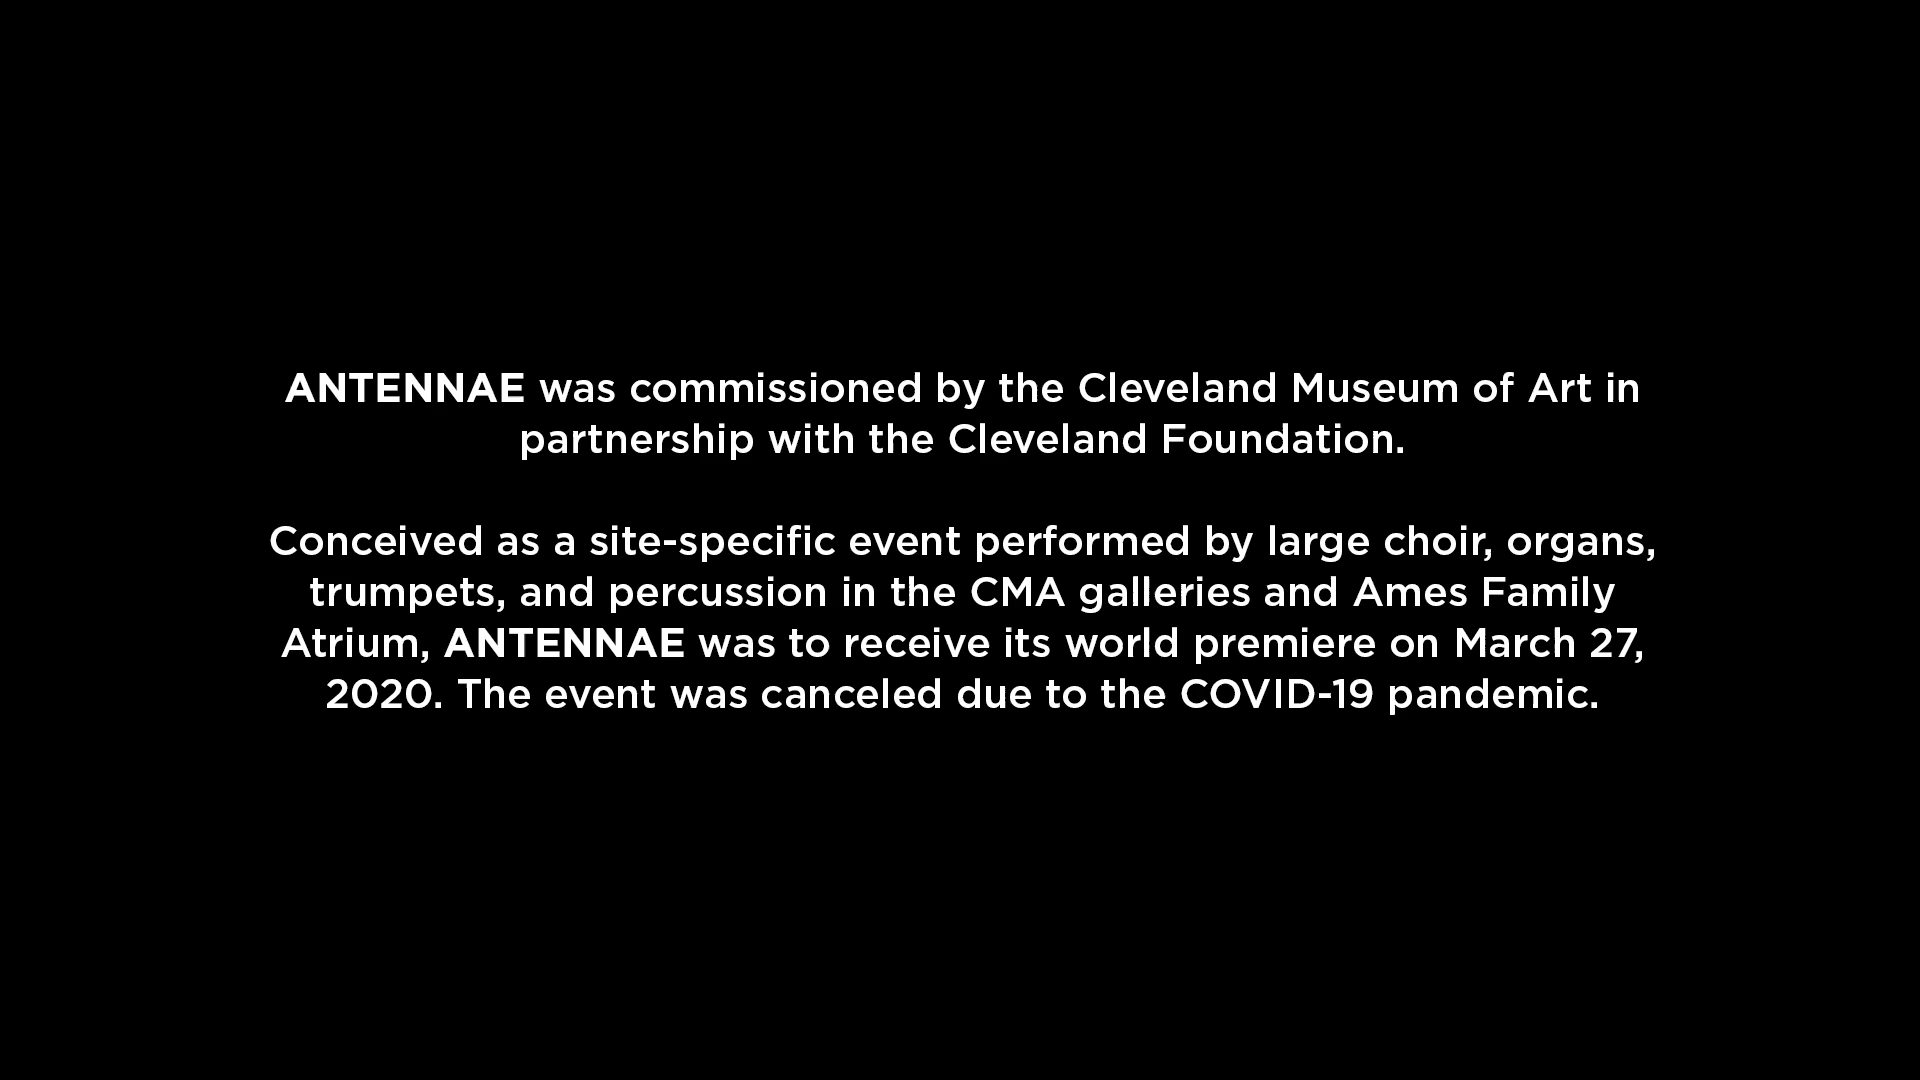 ANTENNAE was commissioned by the Cleveland Museum of Art in
partnership with the Cleveland Foundation.
Conceived as a site-specific event performed by large choir, organs,
trumpets, and percussion in the CMA galleries and Ames Family
Atrium, ANTENNAE was to receive its world premiere on March 27,
2020. The event was canceled due to the COVID-19 pandemic.